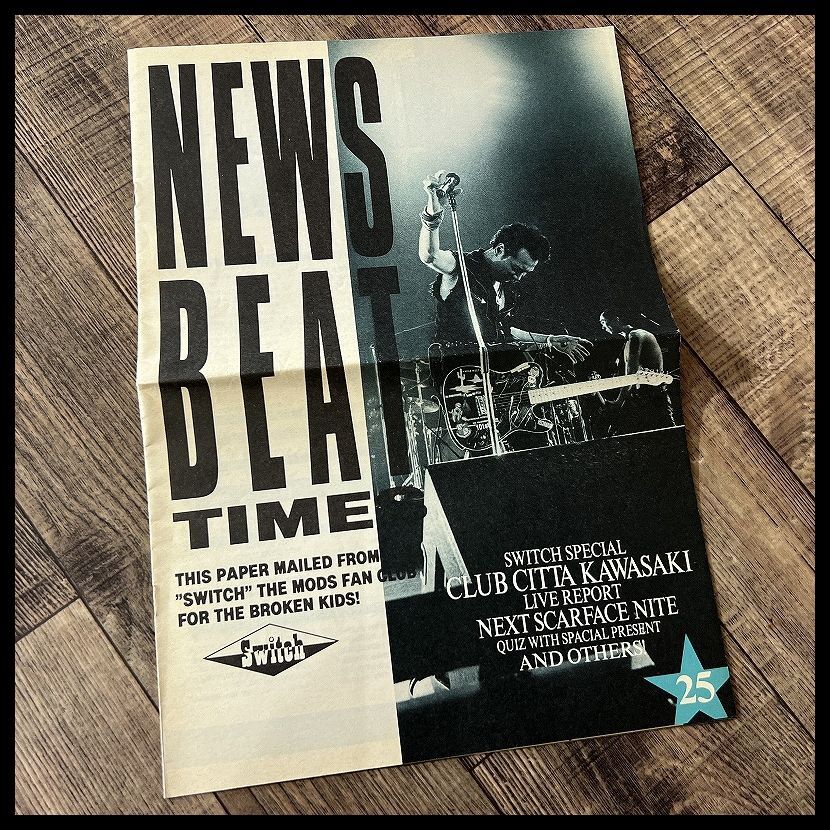 NEWS
BEAT
TIME
THIS PAPER MAILED FROM
"SWITCH" THE MODS FAN CLUB
FOR THE BROKEN KIDS!
Switch
SWITCH SPECIAL
CLUB CITTA KAWASAKI
LIVE REPORT
NEXT SCARFACE NITE
QUIZ WITH SPACIAL PRESENT
AND OTHERS!
25